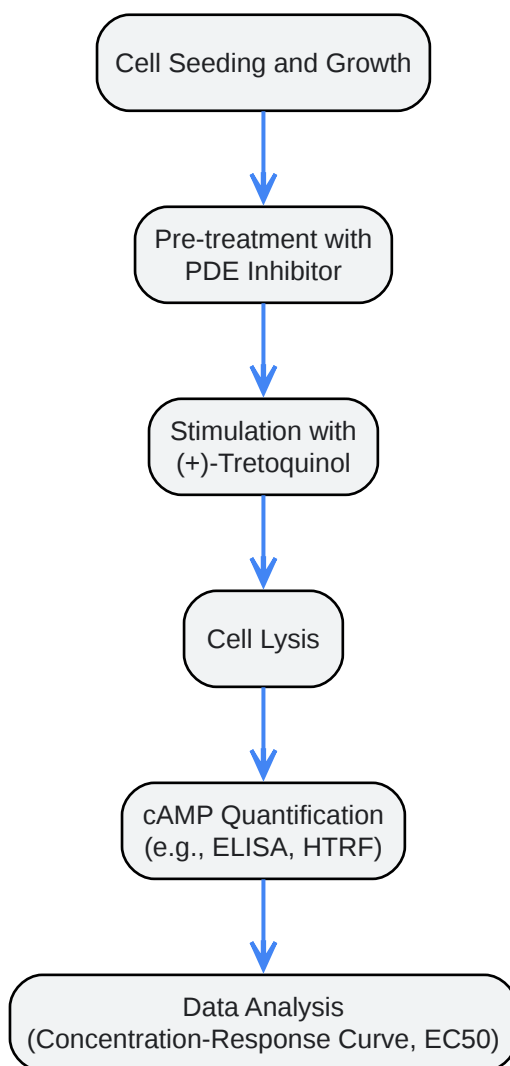 Cell Seeding and Growth
Pre-treatment with
PDE Inhibitor
Stimulation with
(+)-Tretoquinol
Cell Lysis
cAMP Quantification
(e.g., ELISA, HTRF)
Data Analysis
(Concentration-Response Curve, EC50)